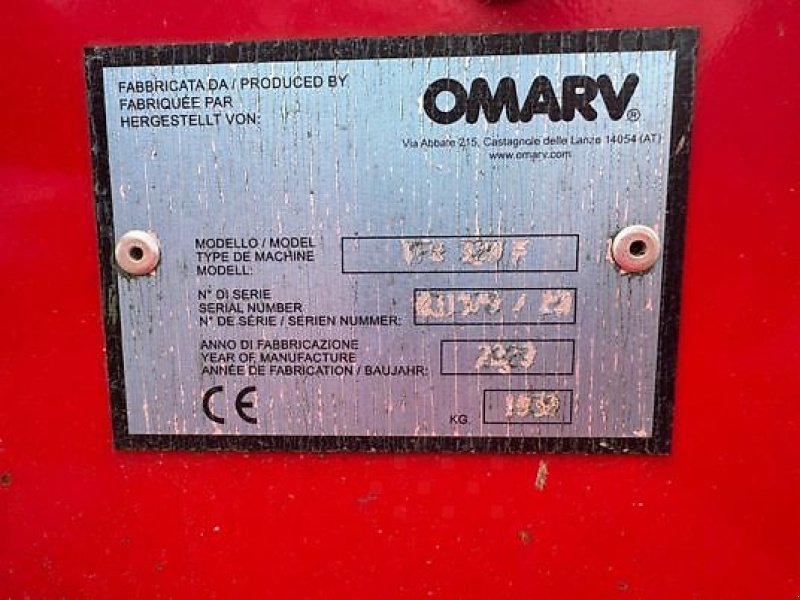 FABBRICATA DA / PRODUCED BY
FABRIQUÉE PAR
HERGESTELLT VON:
OMARV®
Via Abbate 215, Castagnole delle Lanze 14054 (AT)
www.omarv.com
MODELLO / MODEL
TYPE DE MACHINE
MODELL:
N° DI SERIE
SERIAL NUMBER
N° DE SÉRIE / SERIEN NUMMER:
ANNO DI FABBRICAZIONE
YEAR OF MANUFACTURE
ANNÉE DE FABRICATION / BAUJAHR:
CE
KG